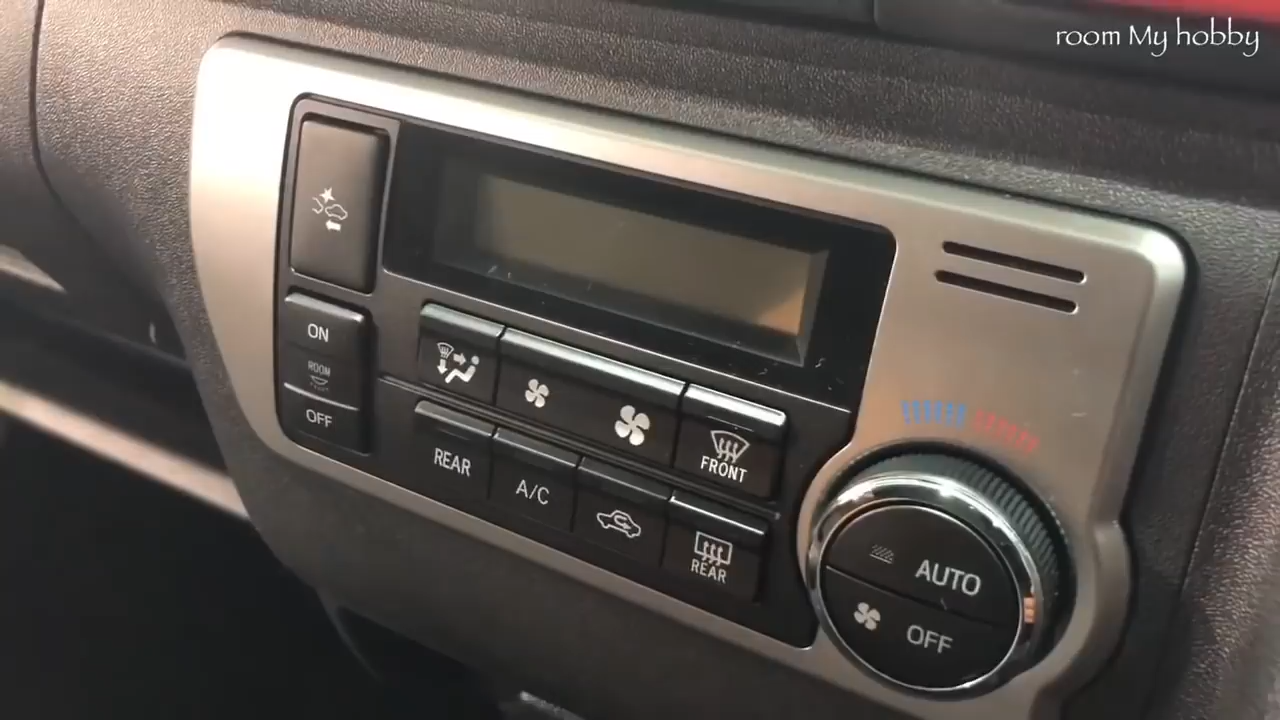 room My hobby
ON
ROOM
OFF
FRONT
REAR
A/C
REAR
AUTO
OFF